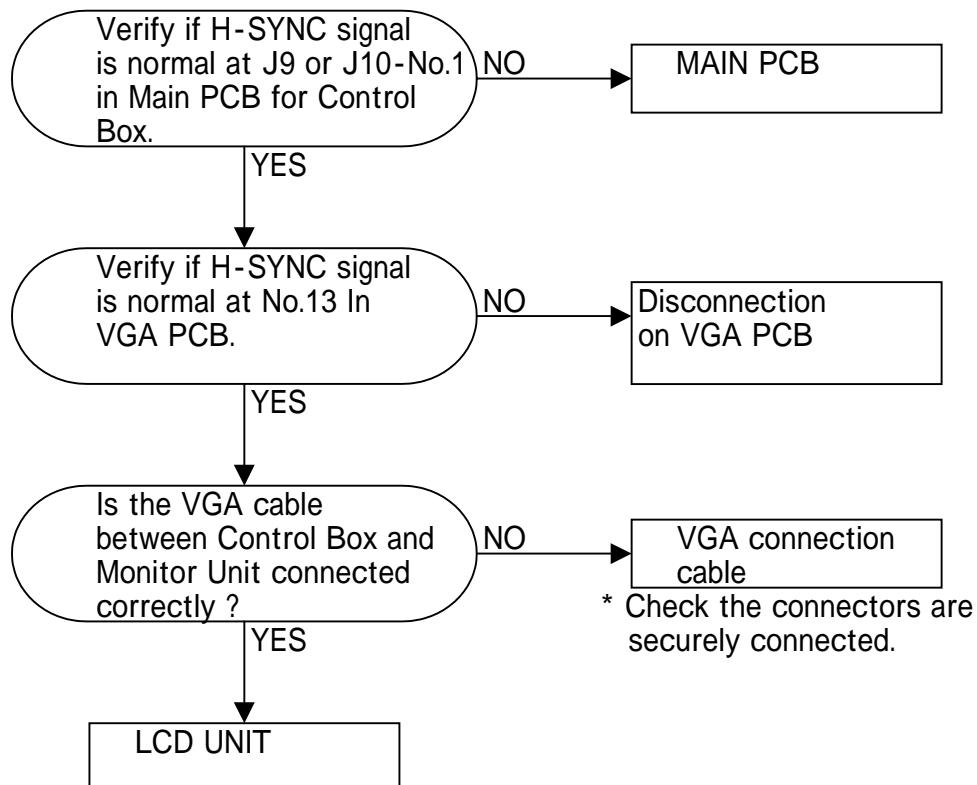 Verify if H-SYNC signal
is normal at J9 or J10-No.1
in Main PCB for Control
Box.
NO
MAIN PCB
YES
Verify if H-SYNC signal
is normal at No.13 In
VGA PCB.
NO
Disconnection
on VGA PCB
YES
Is the VGA cable
between Control Box and
Monitor Unit connected
correctly ?
NO
VGA connection
cable
* Check the connectors are
securely connected.
YES
LCD UNIT